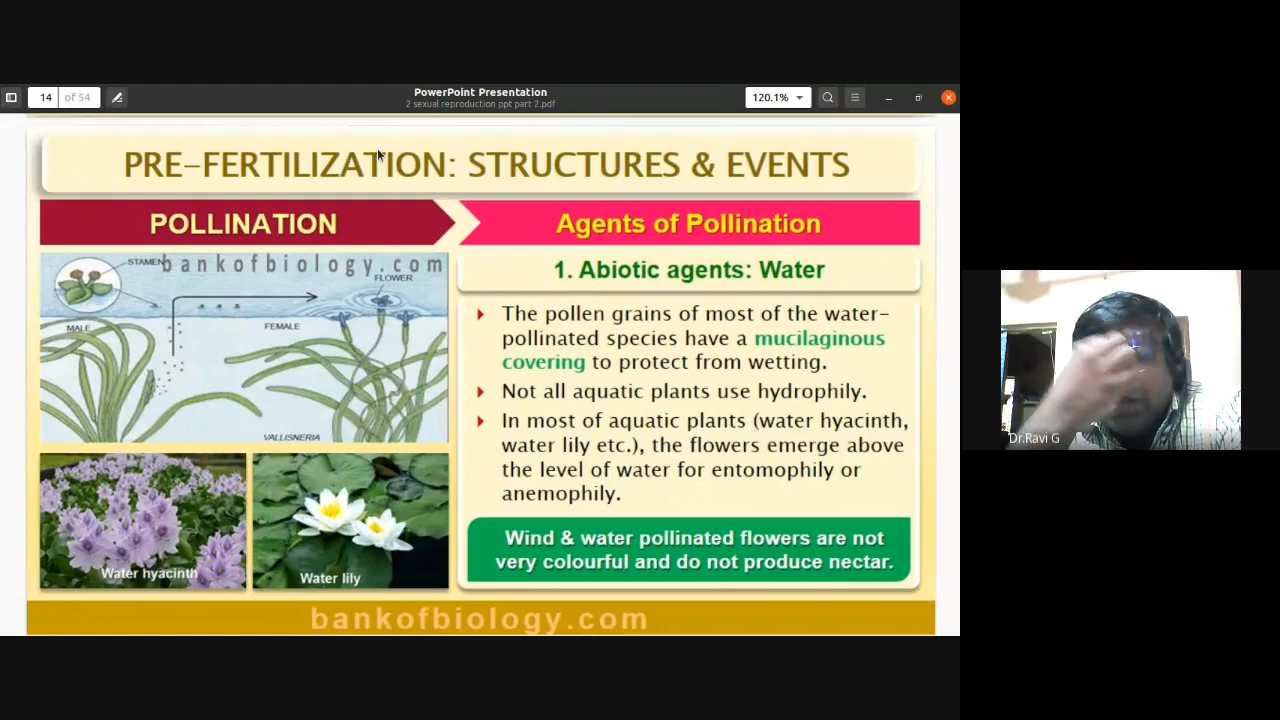 PowerPoint Presentation
14 of 54
2 sexual reproduction ppt part 2.pdf
120.1%
PRE–FERTILIZATION: STRUCTURES & EVENTS
POLLINATION
Agents of Pollination
bankofbiology.com
STAMEN
FLOWER
MALE
FEMALE
VALLISNERIA
Water hyacinth
Water lily
1. Abiotic agents: Water
The pollen grains of most of the water–
pollinated species have a mucilaginous
covering to protect from wetting.
Not all aquatic plants use hydrophily.
In most of aquatic plants (water hyacinth,
water lily etc.), the flowers emerge above
the level of water for entomophily or
anemophily.
Wind & water pollinated flowers are not
very colourful and do not produce nectar.
bankofbiology.com
Dr.Ravi G